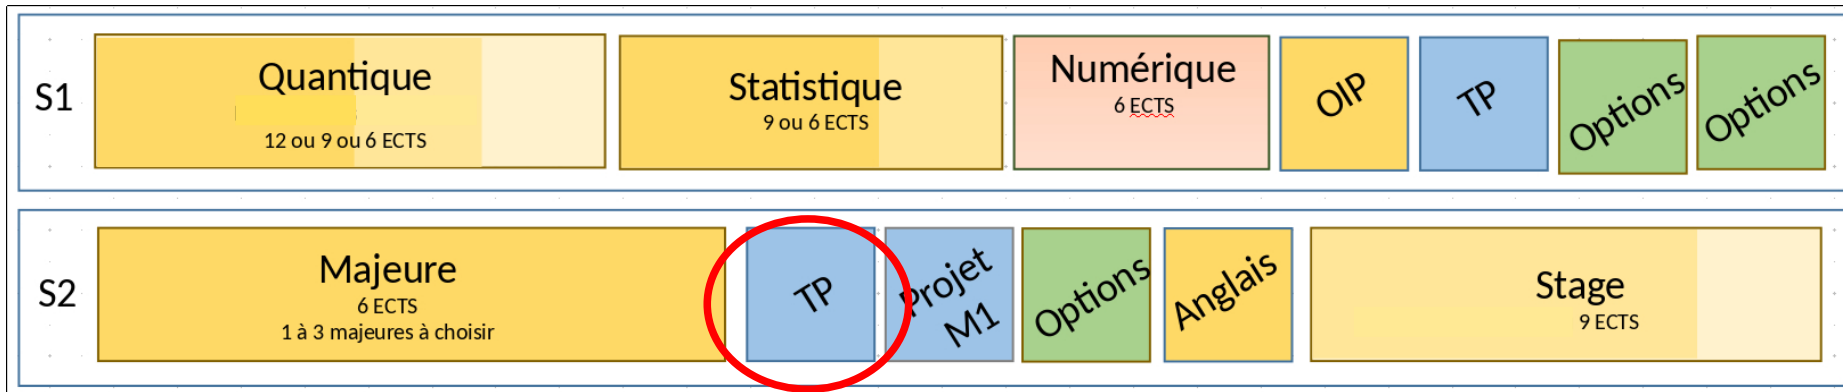 S1
Quantique
12 ou 9 ou 6 ECTS
Statistique
9 ou 6 ECTS
Numérique
6 ECTS
OIP
TP
Options
Options
S2
Majeure
6 ECTS
1 à 3 majeures à choisir
TP
Projet
M1
Options
Anglais
Stage
9 ECTS